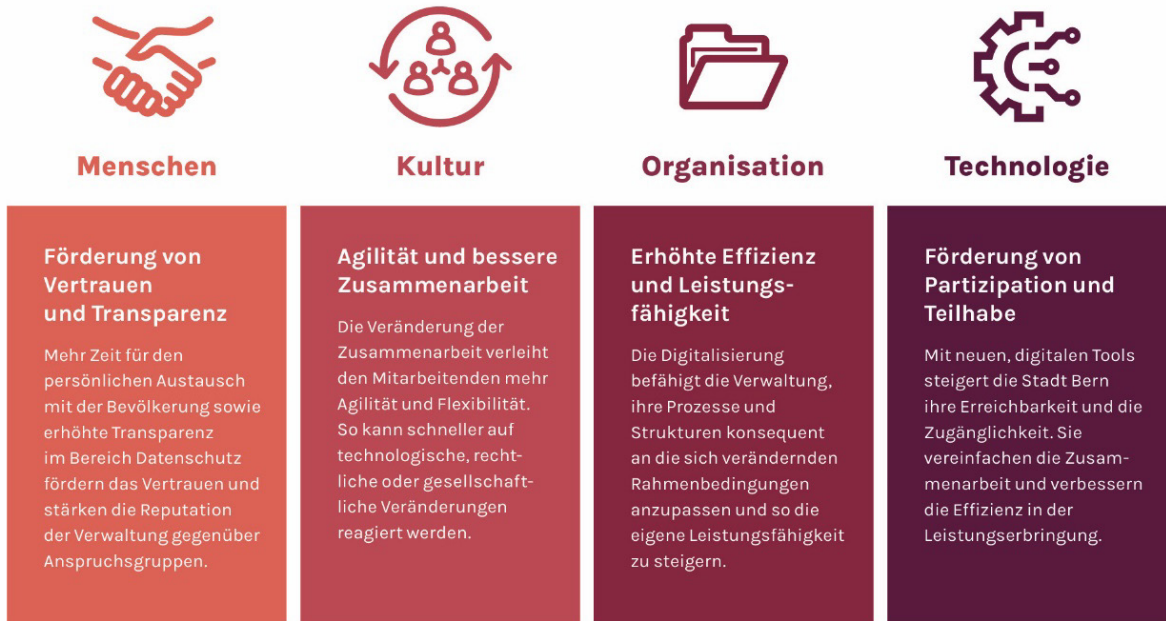 Menschen
Förderung von
Vertrauen
und Transparenz
Mehr Zeit für den
persönlichen Austausch
mit der Bevölkerung sowie
erhöhte Transparenz
im Bereich Datenschutz
fördern das Vertrauen und
stärken die Reputation
der Verwaltung gegenüber
Anspruchsgruppen.
Kultur
Agilität und bessere
Zusammenarbeit
Die Veränderung der
Zusammenarbeit verleiht
den Mitarbeitenden mehr
Agilität und Flexibilität.
So kann schneller auf
technologische, recht-
liche oder gesellschaft-
liche Veränderungen
reagiert werden.
Organisation
Erhöhte Effizienz
und Leistungs-
fähigkeit
Die Digitalisierung
befähigt die Verwaltung,
ihre Prozesse und
Strukturen konsequent
an die sich verändernden
Rahmenbedingungen
anzupassen und so die
eigene Leistungsfähigkeit
zu steigern.
Technologie
Förderung von
Partizipation und
Teilhabe
Mit neuen, digitalen Tools
steigert die Stadt Bern
ihre Erreichbarkeit und die
Zugänglichkeit. Sie
vereinfachen die Zusam-
menarbeit und verbessern
die Effizienz in der
Leistungserbringung.